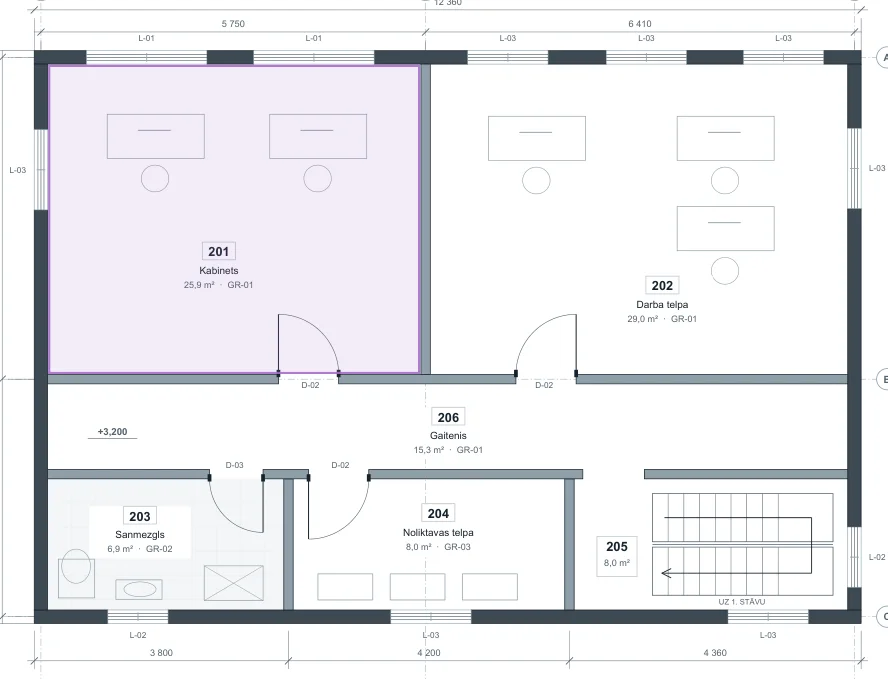 12 360
5 750
6 410
L-01
L-01
L-03
L-03
L-03
A
L-03
L-03
201
Kabinets
25,9 m² · GR-01
202
Darba telpa
29,0 m² · GR-01
D-02
D-02
206
Gaitenis
15,3 m² · GR-01
+3,200
D-03
D-02
203
Sanmezgls
6,9 m² · GR-02
204
Noliktavas telpa
8,0 m² · GR-03
205
8,0 m²
L-02
UZ 1. STĀVU
L-02
L-03
L-03
3 800
4 200
4 360